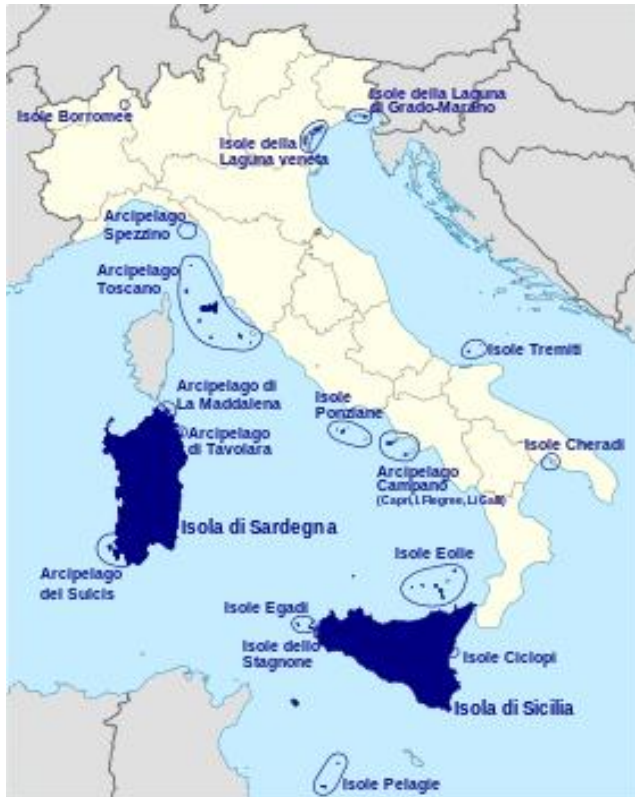 Isole della Laguna
di Grado-Marano
Isole Borromee
Isole della
Laguna veneta
Arcipelago
Spezzino
Arcipelago
Toscano
Isole Tremiti
Arcipelago di
La Maddalena
Isole
Ponziane
Arcipelago
di Tavolara
Isole Cheradi
Arcipelago
Campano
(Capri, I. Flegree, Li Galli)
Isola di Sardegna
Isole Eolie
Arcipelago
del Sulcis
Isole Egadi
Isole dello
Stagnone
Isole Ciclopi
Isola di Sicilia
Isole Pelagie